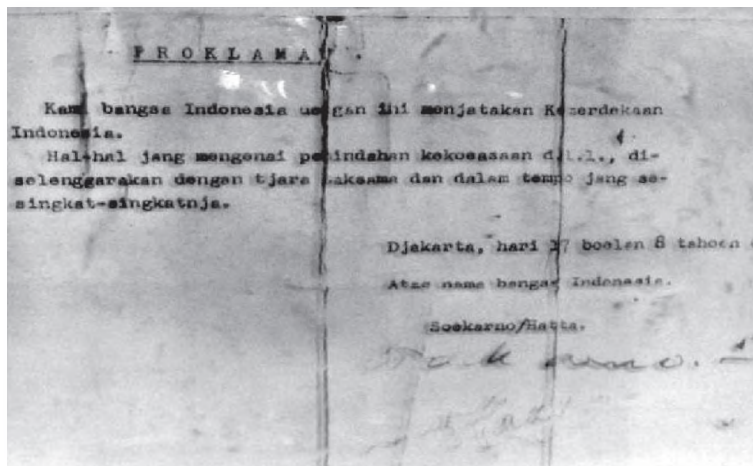 P R O K L A M A
Kami bangsa Indonesia dengan ini menjatakan Kemerdekaan
Indonesia.
Hal-hal jang mengenai pemindahan kekoeasaan d.l.l., di-
selenggarakan dengan tjara saksama dan dalam tempo jang se-
singkat-singkatnja.
Djakarta, hari 17 boelan 8 tahoen
Atas nama bangsa Indonesia.
Soekarno/Hatta.